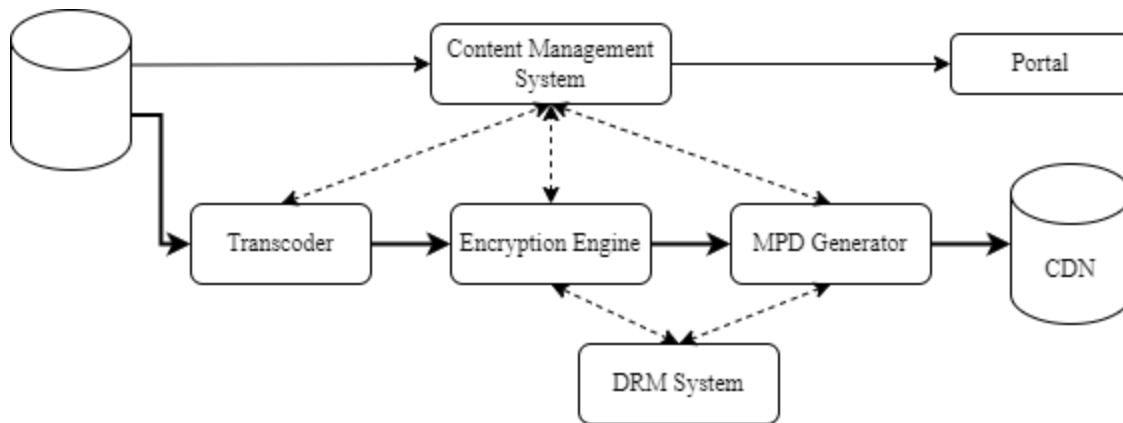 Content Management
System
Portal
Transcoder
Encryption Engine
MPD Generator
CDN
DRM System